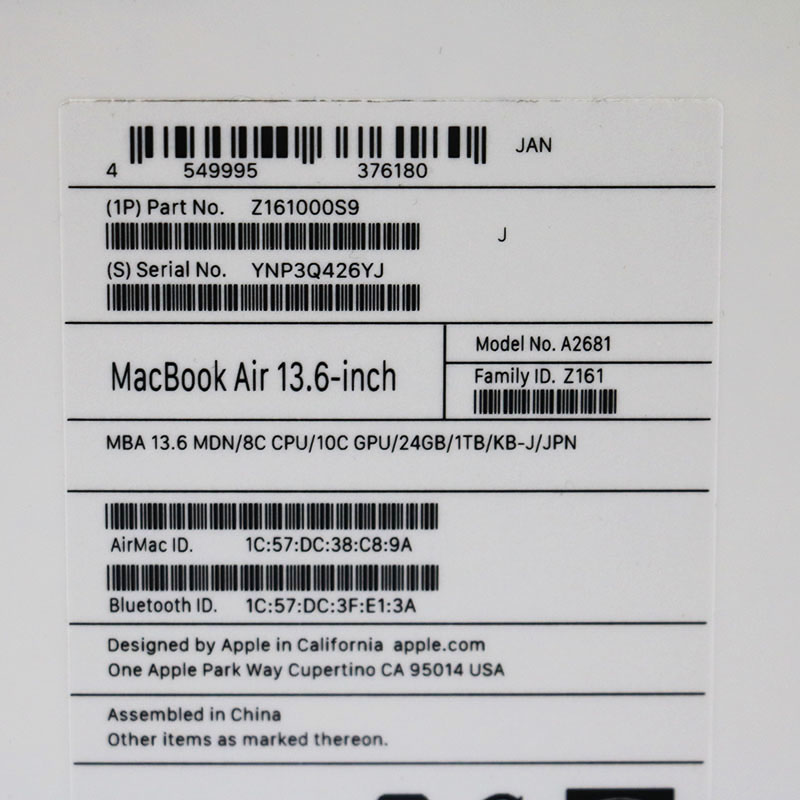 JAN
4 549995 376180
(1P) Part No. Z161000S9
J
(S) Serial No. YNP3Q426YJ
MacBook Air 13.6-inch
Model No. A2681
Family ID. Z161
MBA 13.6 MDN/8C CPU/10C GPU/24GB/1TB/KB-J/JPN
AirMac ID. 1C:57:DC:38:C8:9A
Bluetooth ID. 1C:57:DC:3F:E1:3A
Designed by Apple in California apple.com
One Apple Park Way Cupertino CA 95014 USA
Assembled in China
Other items as marked thereon.